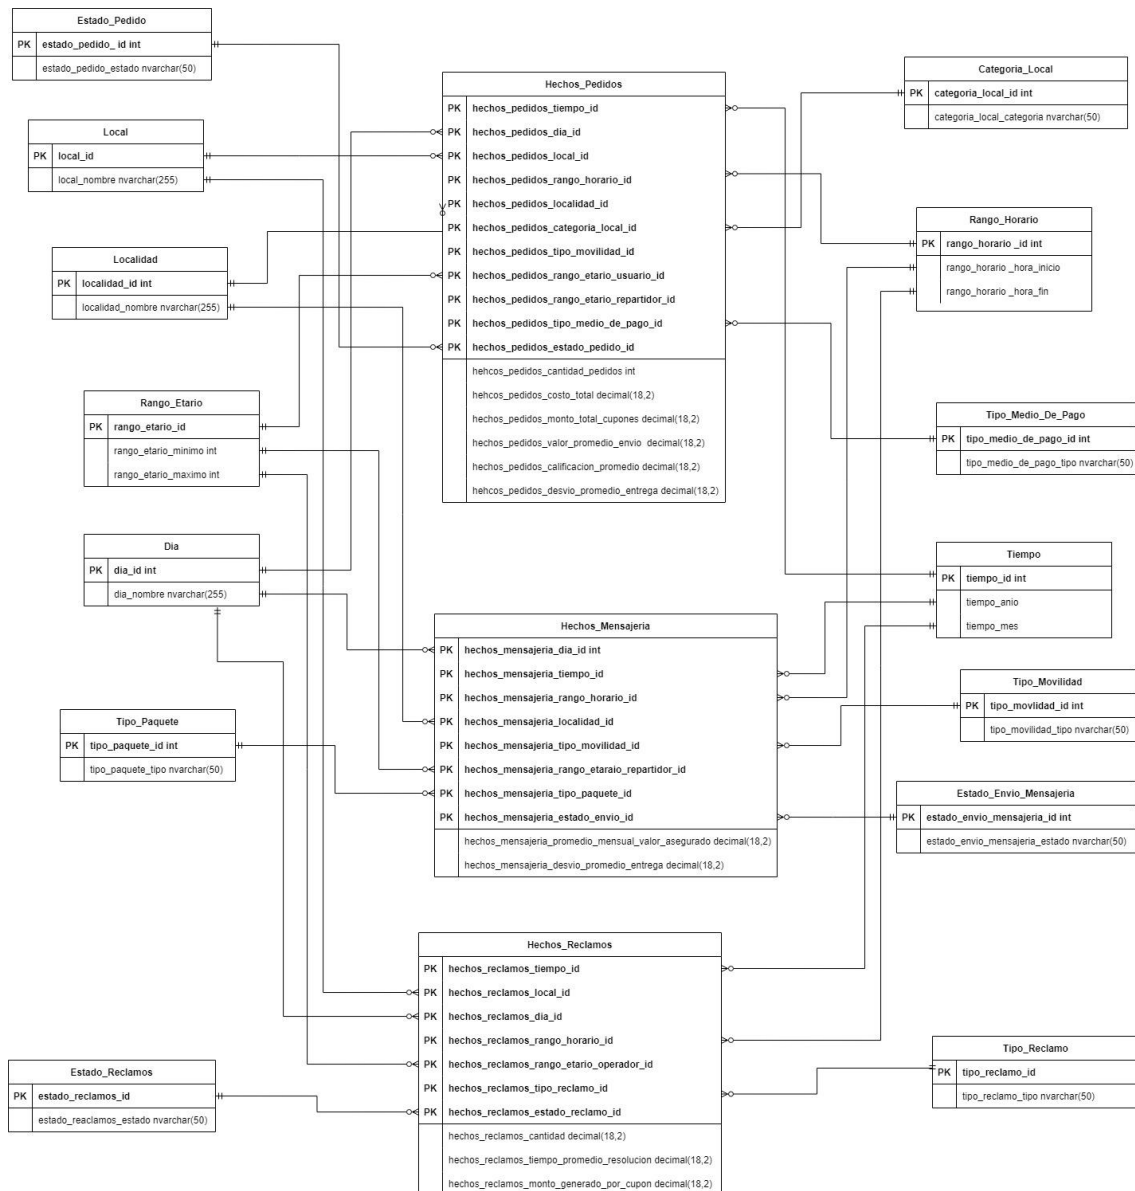 Estado_Pedido
PK estado_pedido_ id int
estado_pedido_estado nvarchar(50)
Local
PK local_id
local_nombre nvarchar(255)
Localidad
PK localidad_id int
localidad_nombre nvarchar(255)
Rango_Etario
PK rango_etario_id
rango_etario_minimo int
rango_etario_maximo int
Dia
PK dia_id int
dia_nombre nvarchar(255)
Tipo_Paquete
PK tipo_paquete_id int
tipo_paquete_tipo nvarchar(50)
Estado_Reclamos
PK estado_reclamos_id
estado_reaclamos_estado nvarchar(50)
Hechos_Pedidos
PK hechos_pedidos_tiempo_id
PK hechos_pedidos_dia_id
PK hechos_pedidos_local_id
PK hechos_pedidos_rango_horario_id
PK hechos_pedidos_localidad_id
PK hechos_pedidos_categoria_local_id
PK hechos_pedidos_tipo_movilidad_id
PK hechos_pedidos_rango_etario_usuario_id
PK hechos_pedidos_rango_etario_repartidor_id
PK hechos_pedidos_tipo_medio_de_pago_id
PK hechos_pedidos_estado_pedido_id
hehcos_pedidos_cantidad_pedidos int
hehcos_pedidos_costo_total decimal(18,2)
hechos_pedidos_monto_total_cupones decimal(18,2)
hechos_pedidos_valor_promedio_envio decimal(18,2)
hechos_pedidos_calificacion_promedio decimal(18,2)
hehcos_pedidos_desvio_promedio_entrega decimal(18,2)
Hechos_Mensajeria
PK hechos_mensajeria_dia_id int
PK hechos_mensajeria_tiempo_id
PK hechos_mensajeria_rango_horario_id
PK hechos_mensajeria_localidad_id
PK hechos_mensajeria_tipo_movilidad_id
PK hechos_mensajeria_rango_etaraio_repartidor_id
PK hechos_mensajeria_tipo_paquete_id
PK hechos_mensajeria_estado_envio_id
hechos_mensajeria_promedio_mensual_valor_asegurado decimal(18,2)
hechos_mensajeria_desvio_promedio_entrega decimal(18,2)
Hechos_Reclamos
PK hechos_reclamos_tiempo_id
PK hechos_reclamos_local_id
PK hechos_reclamos_dia_id
PK hechos_reclamos_rango_horario_id
PK hechos_reclamos_rango_etario_operador_id
PK hechos_reclamos_tipo_reclamo_id
PK hechos_reclamos_estado_reclamo_id
hechos_reclamos_cantidad decimal(18,2)
hechos_reclamos_tiempo_promedio_resolucion decimal(18,2)
hechos_reclamos_monto_generado_por_cupon decimal(18,2)
Categoria_Local
PK categoria_local_id int
categoria_local_categoria nvarchar(50)
Rango_Horario
PK rango_horario _id int
rango_horario _hora_inicio
rango_horario _hora_fin
Tipo_Medio_De_Pago
PK tipo_medio_de_pago_id int
tipo_medio_de_pago_tipo nvarchar(50)
Tiempo
PK tiempo_id int
tiempo_anio
tiempo_mes
Tipo_Movilidad
PK tipo_movlidad_id int
tipo_movilidad_tipo nvarchar(50)
Estado_Envio_Mensajeria
PK estado_envio_mensajeria_id int
estado_envio_mensajeria_estado nvarchar(50)
Tipo_Reclamo
PK tipo_reclamo_id
tipo_reclamo_tipo nvarchar(50)